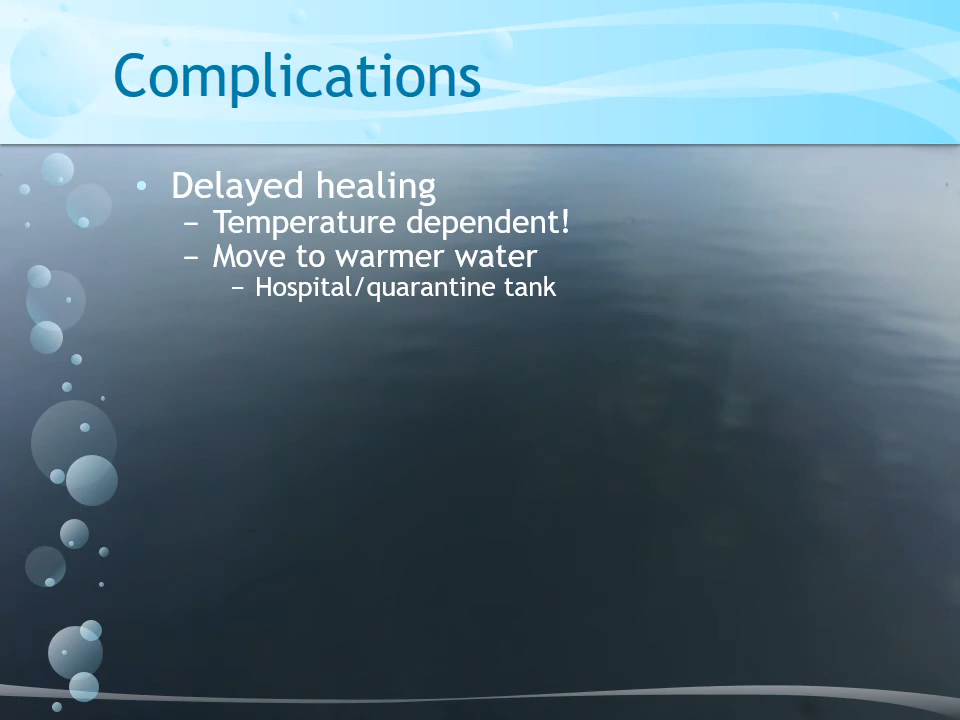 Complications
• Delayed healing
– Temperature dependent!
– Move to warmer water
– Hospital/quarantine tank